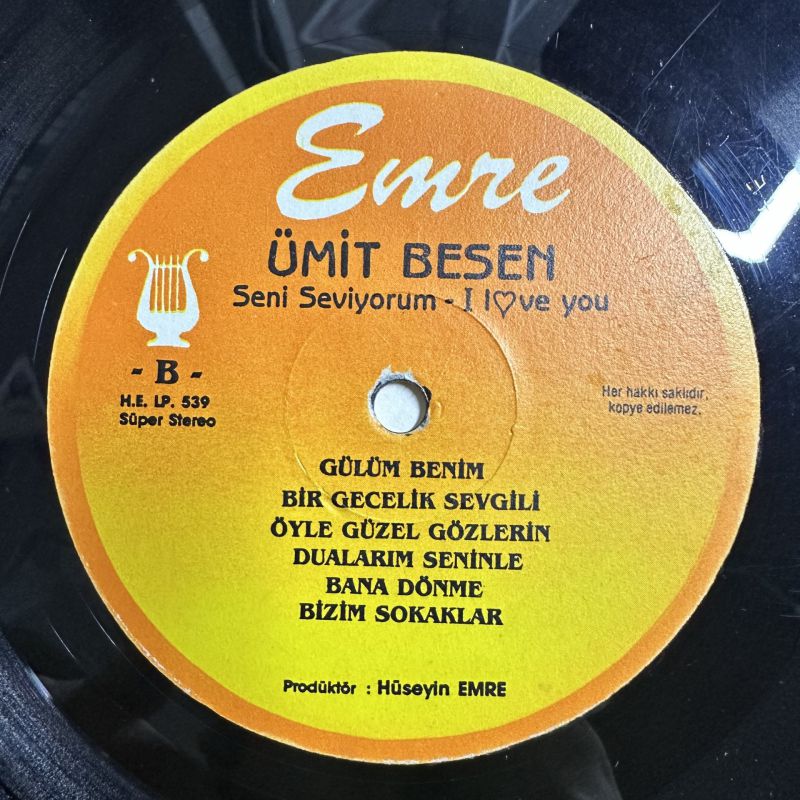 Emre
ÜMİT BESEN
Seni Seviyorum - I l♡ve you
- B -
H.E. LP. 539
Süper Stereo
Her hakkı saklıdır,
kopye edilemez.
GÜLÜM BENİM
BİR GECELİK SEVGİLİ
ÖYLE GÜZEL GÖZLERİN
DUALARIM SENİNLE
BANA DÖNME
BİZİM SOKAKLAR
Prodüktör : Hüseyin EMRE